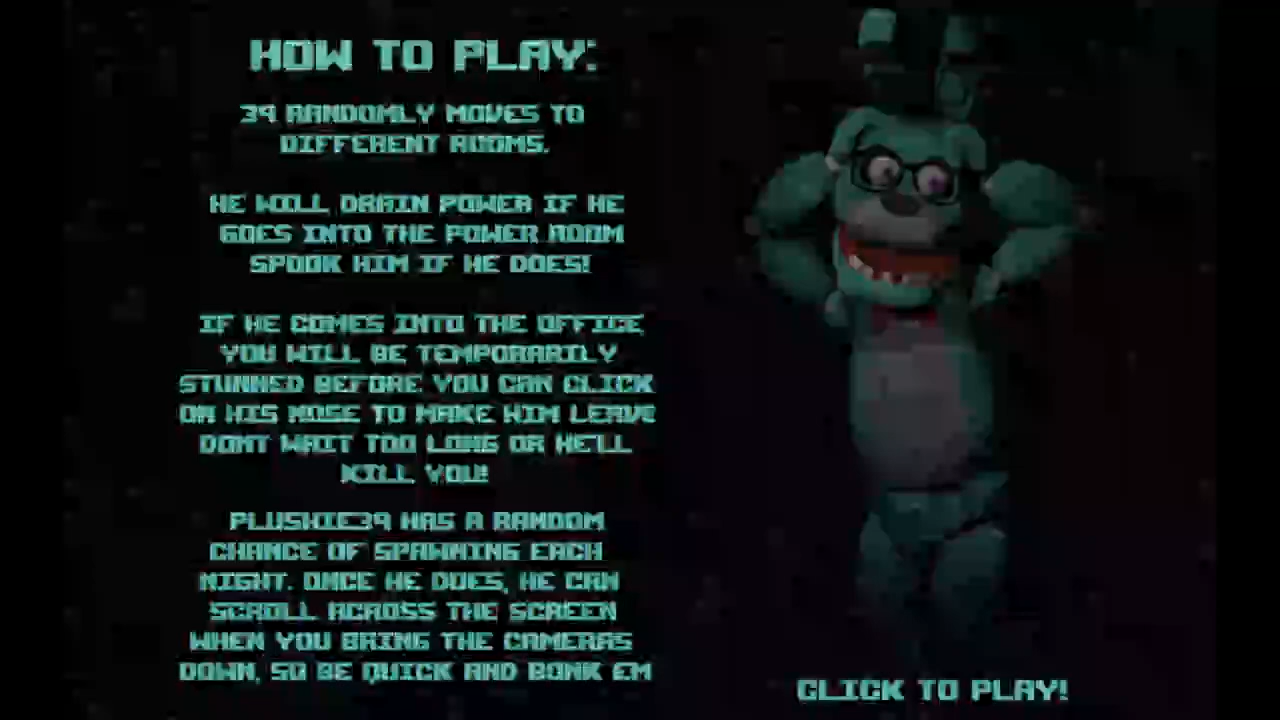 HOW TO PLAY:
39 RANDOMLY MOVES TO
DIFFERENT ROOMS.
HE WILL DRAIN POWER IF HE
GOES INTO THE POWER ROOM
SPOOK HIM IF HE DOES!
IF HE COMES INTO THE OFFICE
YOU WILL BE TEMPORARILY
STUNNED BEFORE YOU CAN CLICK
ON HIS NOSE TO MAKE HIM LEAVE
DONT WAIT TOO LONG OR HE'LL
KILL YOU!
PLUSHIE39 HAS A RANDOM
CHANCE OF SPAWNING EACH
NIGHT. ONCE HE DOES, HE CAN
SCROLL ACROSS THE SCREEN
WHEN YOU BRING THE CAMERAS
DOWN, SO BE QUICK AND BONK EM
CLICK TO PLAY!